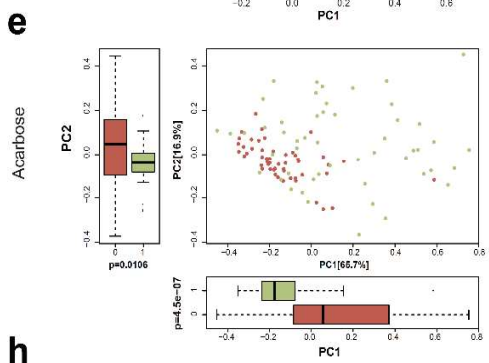 −0.2 0.0 0.2 0.4 0.6
PC1
e
Acarbose
PC2
0.4
0.2
0.0
−0.2
−0.4
0 1
p=0.0106
PC2[16.9%]
0.4
0.2
0.0
−0.2
−0.4
−0.4 −0.2 0.0 0.2 0.4 0.6 0.8
PC1[65.7%]
p=4.5e−07
1
0
−0.4 −0.2 0.0 0.2 0.4 0.6 0.8
PC1
h